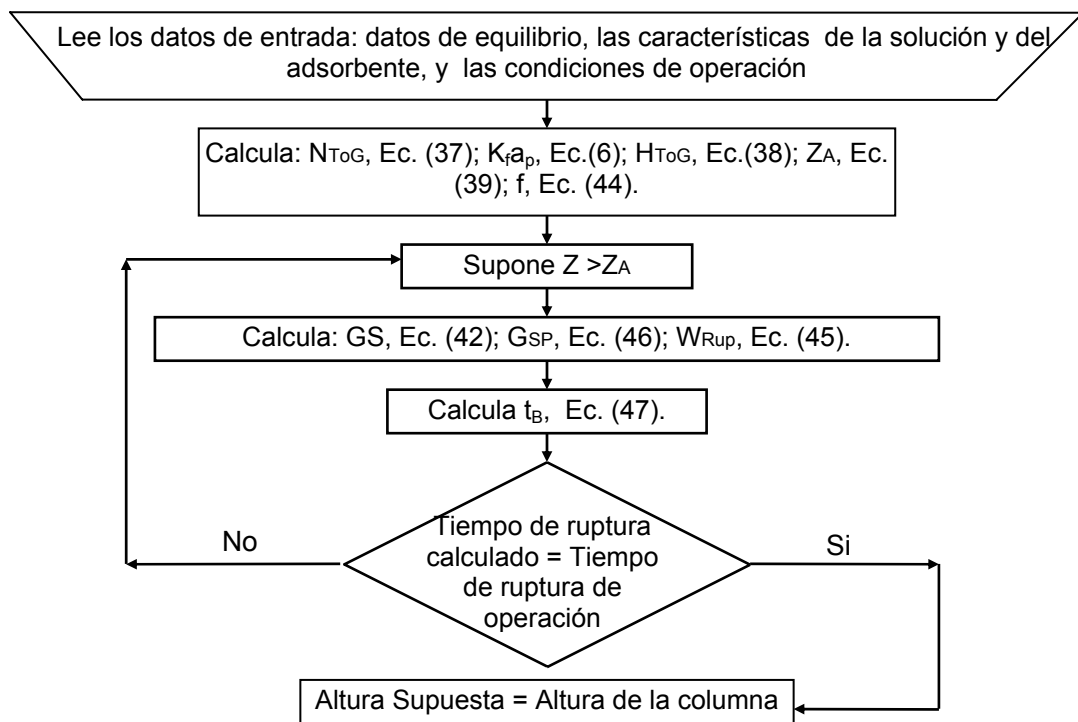 Lee los datos de entrada: datos de equilibrio, las características de la solución y del
adsorbente, y las condiciones de operación
Calcula: NToG, Ec. (37); Kfap, Ec.(6); HToG, Ec.(38); ZA, Ec.
(39); f, Ec. (44).
Supone Z >ZA
Calcula: GS, Ec. (42); GSP, Ec. (46); WRup, Ec. (45).
Calcula tB, Ec. (47).
Tiempo de ruptura
calculado = Tiempo
de ruptura de
operación
No
Si
Altura Supuesta = Altura de la columna